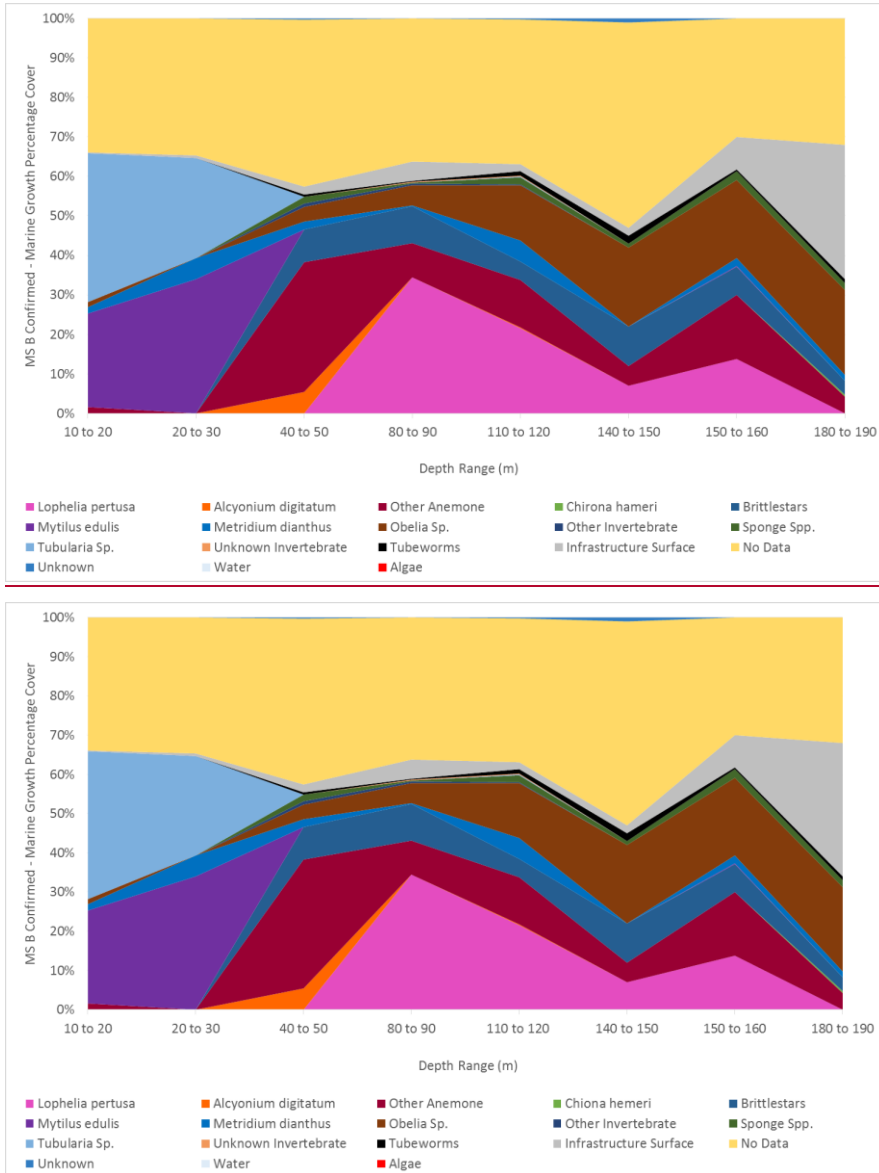 100%
90%
80%
70%
60%
50%
40%
30%
20%
10%
0%
MS B Confirmed - Marine Growth Percentage Cover
10 to 20 20 to 30 40 to 50 80 to 90 110 to 120 140 to 150 150 to 160 180 to 190
Depth Range (m)
Lophelia pertusa Alcyonium digitatum Other Anemone Chirona hameri Brittlestars
Mytilus edulis Metridium dianthus Obelia Sp. Other Invertebrate Sponge Spp.
Tubularia Sp. Unknown Invertebrate Tubeworms Infrastructure Surface No Data
Unknown Water Algae
100%
90%
80%
70%
60%
50%
40%
30%
20%
10%
0%
MS B Confirmed - Marine Growth Percentage Cover
10 to 20 20 to 30 40 to 50 80 to 90 110 to 120 140 to 150 150 to 160 180 to 190
Depth Range (m)
Lophelia pertusa Alcyonium digitatum Other Anemone Chiona hemeri Brittlestars
Mytilus edulis Metridium dianthus Obelia Sp. Other Invertebrate Sponge Spp.
Tubularia Sp. Unknown Invertebrate Tubeworms Infrastructure Surface No Data
Unknown Water Algae